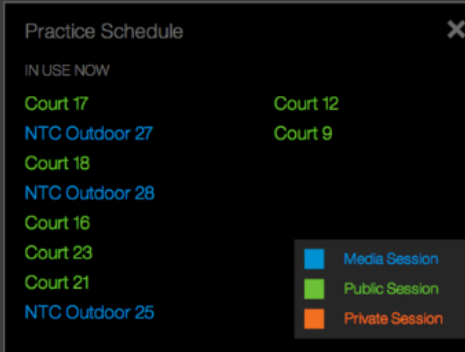 Practice Schedule
IN USE NOW
Court 17
NTC Outdoor 27
Court 18
NTC Outdoor 28
Court 16
Court 23
Court 21
NTC Outdoor 25
Court 12
Court 9
Media Session
Public Session
Private Session